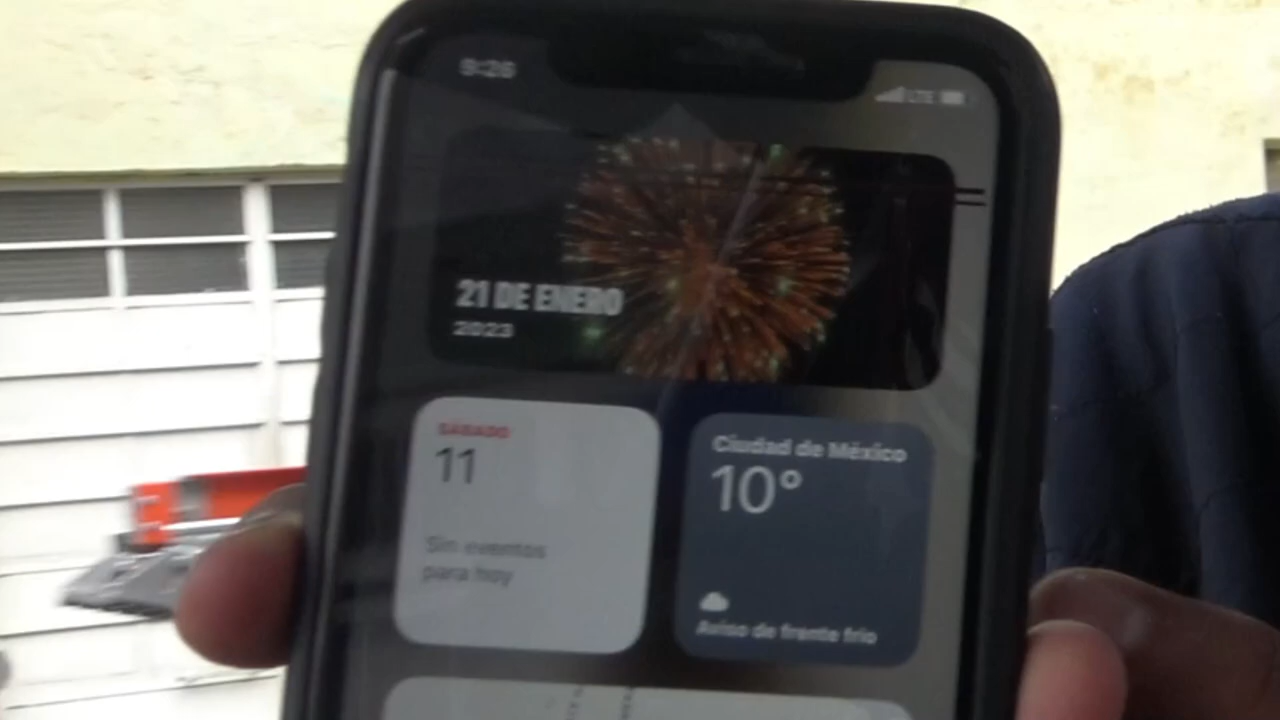 9:26
LTE
21 DE ENERO
2023
SÁBADO
11
Sin eventos
para hoy
Ciudad de México
10°
Aviso de frente frío